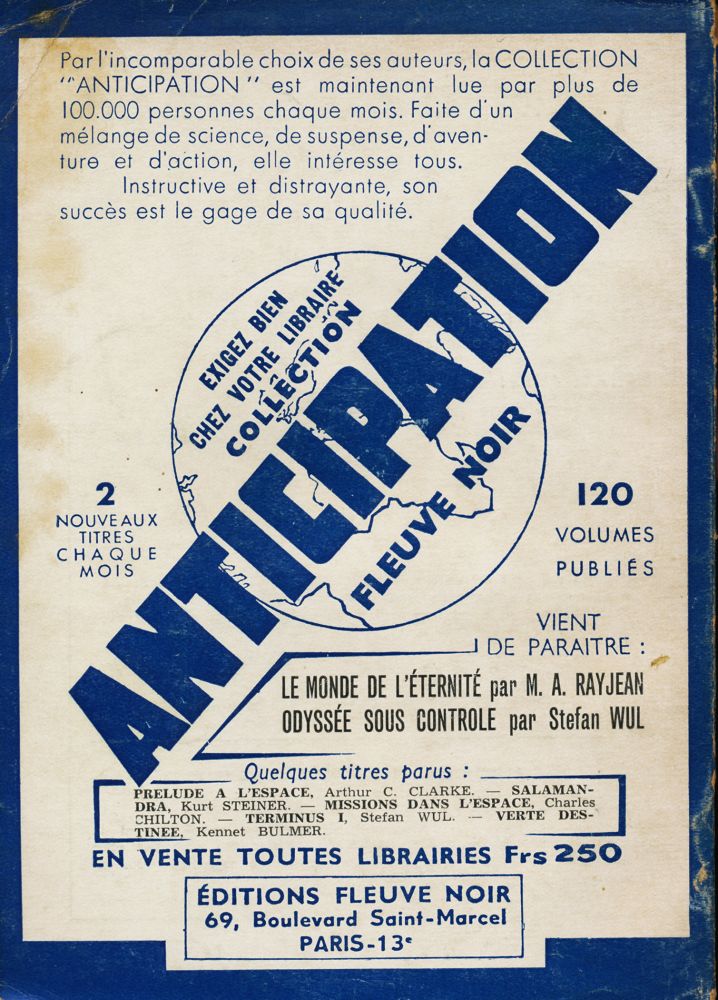 Par l'incomparable choix de ses auteurs, la COLLECTION
"ANTICIPATION" est maintenant lue par plus de
100.000 personnes chaque mois. Faite d'un
mélange de science, de suspense, d'aven-
ture et d'action, elle intéresse tous.
Instructive et distrayante, son
succès est le gage de sa qualité.
EXIGEZ BIEN
CHEZ VOTRE LIBRAIRE
COLLECTION
ANTICIPATION
FLEUVE NOIR
2
NOUVEAUX
TITRES
CHAQUE
MOIS
120
VOLUMES
PUBLIÉS
VIENT
DE PARAITRE :
LE MONDE DE L'ÉTERNITÉ par M. A. RAYJEAN
ODYSSÉE SOUS CONTROLE par Stefan WUL
Quelques titres parus :
PRELUDE A L'ESPACE, Arthur C. CLARKE. — SALAMAN-
DRA, Kurt STEINER. — MISSIONS DANS L'ESPACE, Charles
CHILTON. — TERMINUS I, Stefan WUL. — VERTE DES-
TINEE, Kennet BULMER.
EN VENTE TOUTES LIBRAIRIES Frs 250
ÉDITIONS FLEUVE NOIR
69, Boulevard Saint-Marcel
PARIS-13e